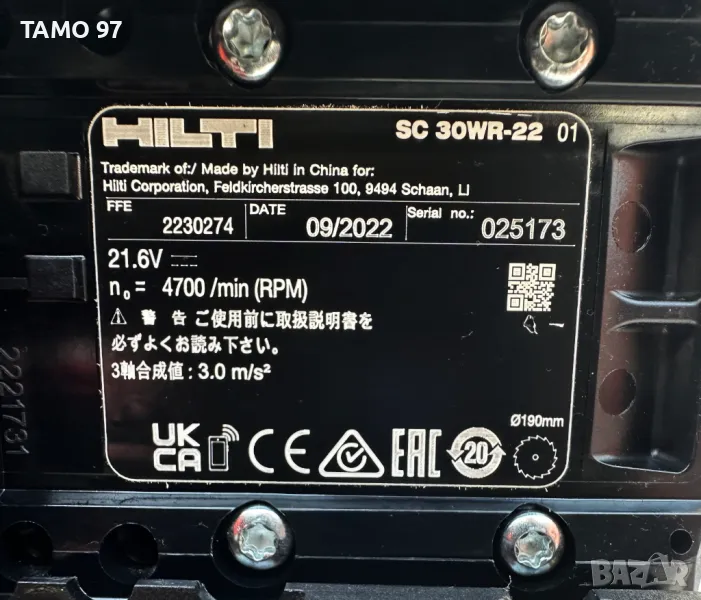 TAMO 97
HILTI
SC 30WR-22 01
Trademark of:/ Made by Hilti in China for:
Hilti Corporation, Feldkircherstrasse 100, 9494 Schaan, LI
FFE 2230274 DATE 09/2022 Serial no.: 025173
21.6V
n₀= 4700 /min (RPM)
⚠ 警 告 ご使用前に取扱説明書を
必ずよくお読み下さい。
3軸合成値 : 3.0 m/s²
Ø190mm
UK
CA CE EAC 20
2221731
BAZAR